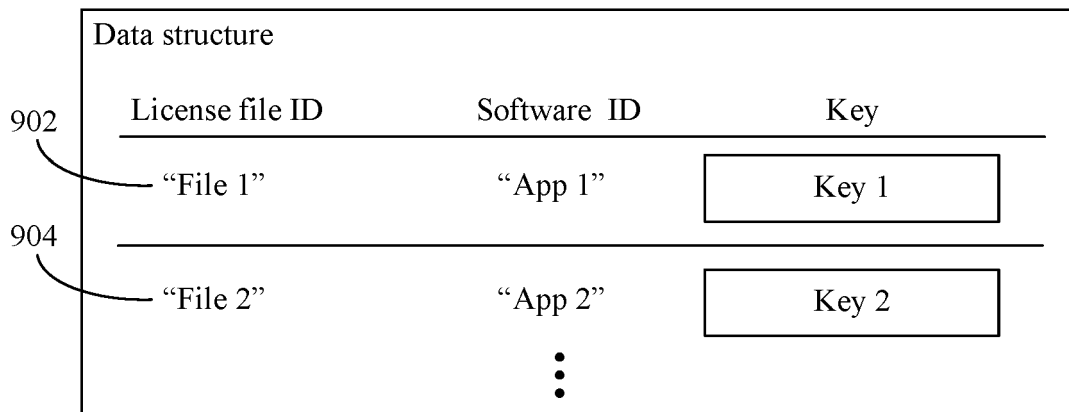 Data structure
License file ID Software ID Key
902
“File 1” “App 1” Key 1
904
“File 2” “App 2” Key 2